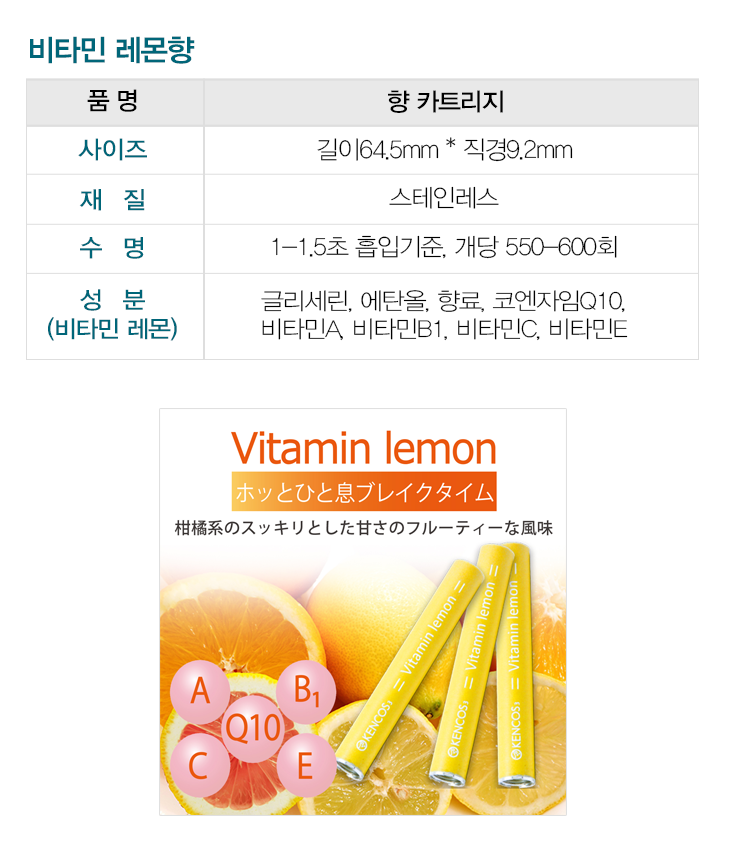 비타민 레몬향
품 명 향 카트리지
사이즈 길이64.5mm * 직경9.2mm
재 질 스테인레스
수 명 1-1.5초 흡입기준, 개당 550-600회
성 분
(비타민 레몬)
글리세린, 에탄올, 향료, 코엔자임Q10,
비타민A, 비타민B1, 비타민C, 비타민E
Vitamin lemon
ホッとひと息ブレイクタイム
柑橘系のスッキリとした甘さのフルーティーな風味
A
B1
Q10
C
E
KENCOS3 = Vitamin lemon =
KENCOS3 = Vitamin lemon =
KENCOS3 = Vitamin lemon =